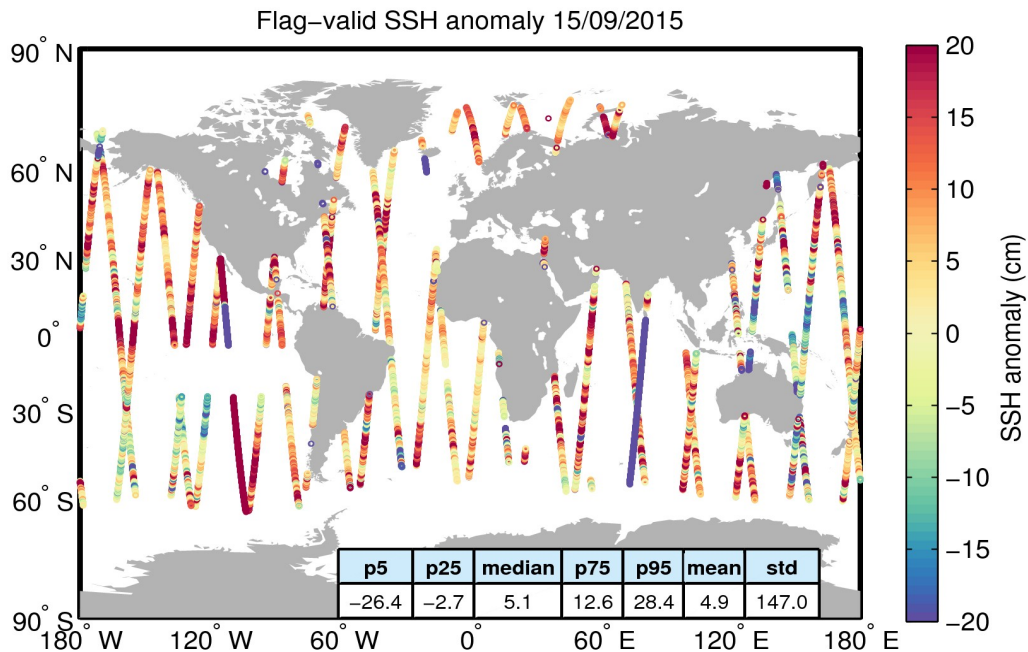 Flag−valid SSH anomaly 15/09/2015
90° N
60° N
30° N
0°
30° S
60° S
90° S
180° W
120° W
60° W
0°
60° E
120° E
180° E
p5 p25 median p75 p95 mean std
−26.4 −2.7 5.1 12.6 28.4 4.9 147.0
20
15
10
5
0
−5
−10
−15
−20
SSH anomaly (cm)